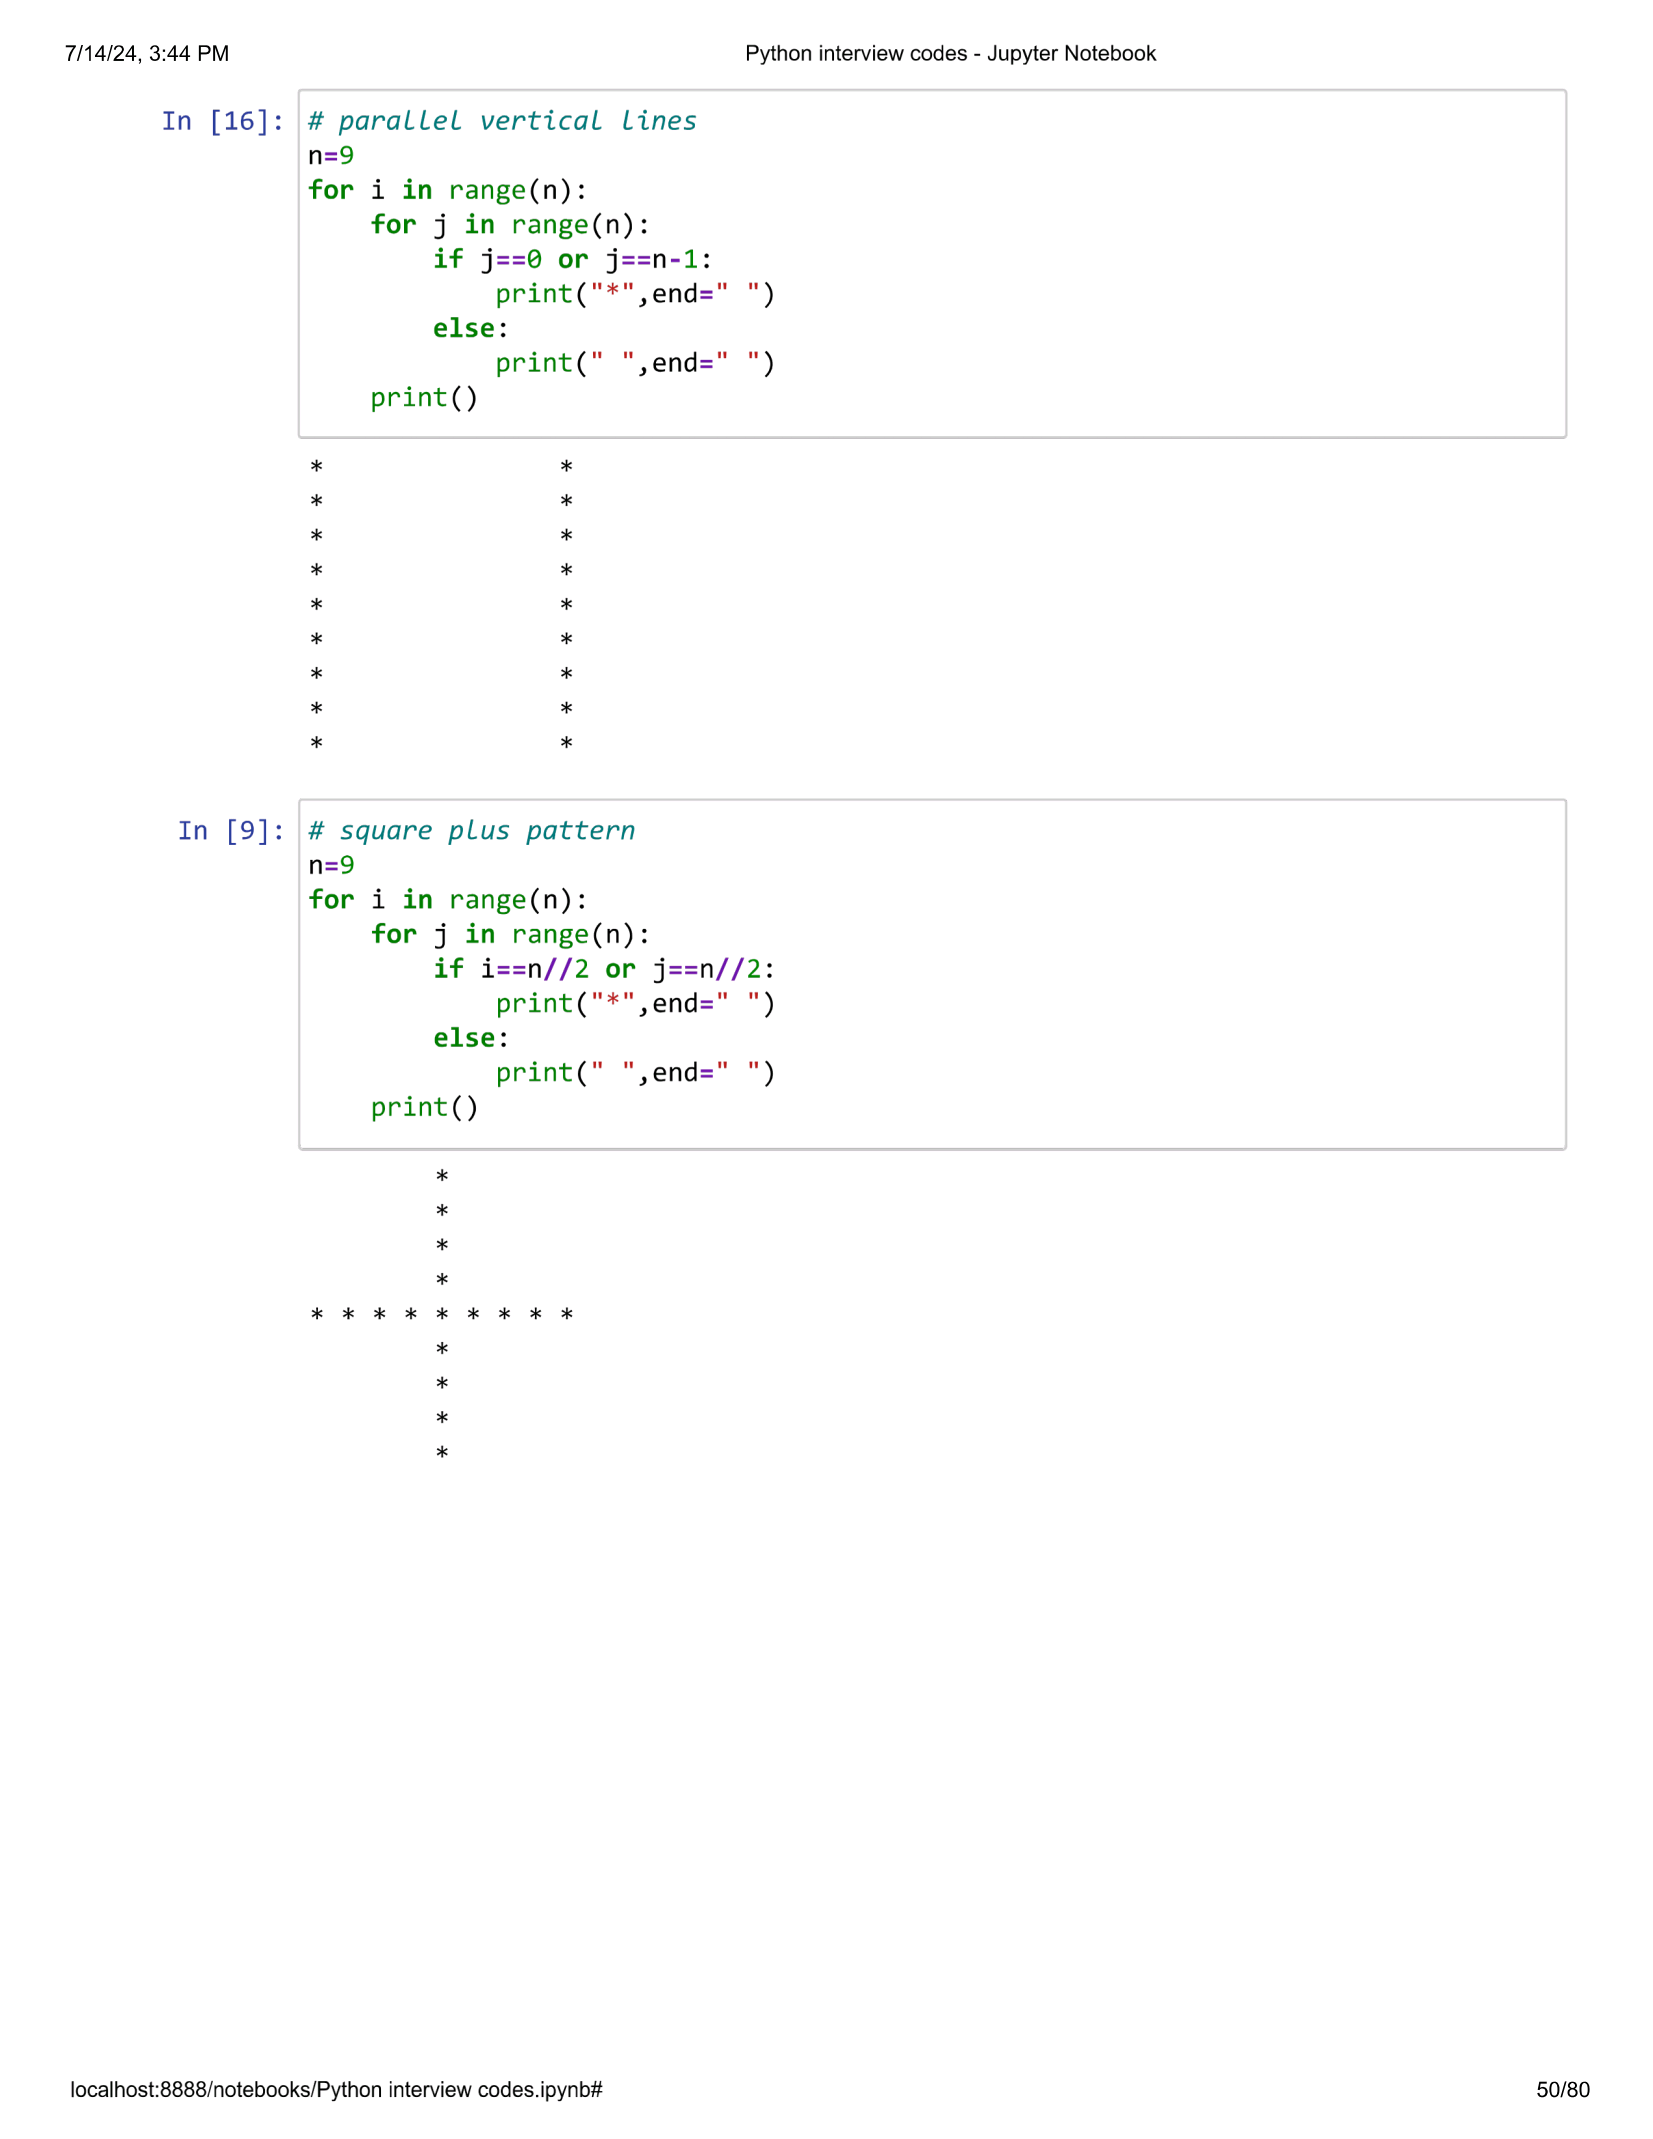 7/14/24, 3:44 PM Python interview codes - Jupyter Notebook
In [16]: # parallel vertical lines
n=9
for i in range(n):
    for j in range(n):
        if j==0 or j==n-1:
            print("*",end=" ")
        else:
            print(" ",end=" ")
    print()
*               *
*               *
*               *
*               *
*               *
*               *
*               *
*               *
*               *
In [9]: # square plus pattern
n=9
for i in range(n):
    for j in range(n):
        if i==n//2 or j==n//2:
            print("*",end=" ")
        else:
            print(" ",end=" ")
    print()
        *
        *
        *
        *
* * * * * * * * *
        *
        *
        *
        *
localhost:8888/notebooks/Python interview codes.ipynb# 50/80